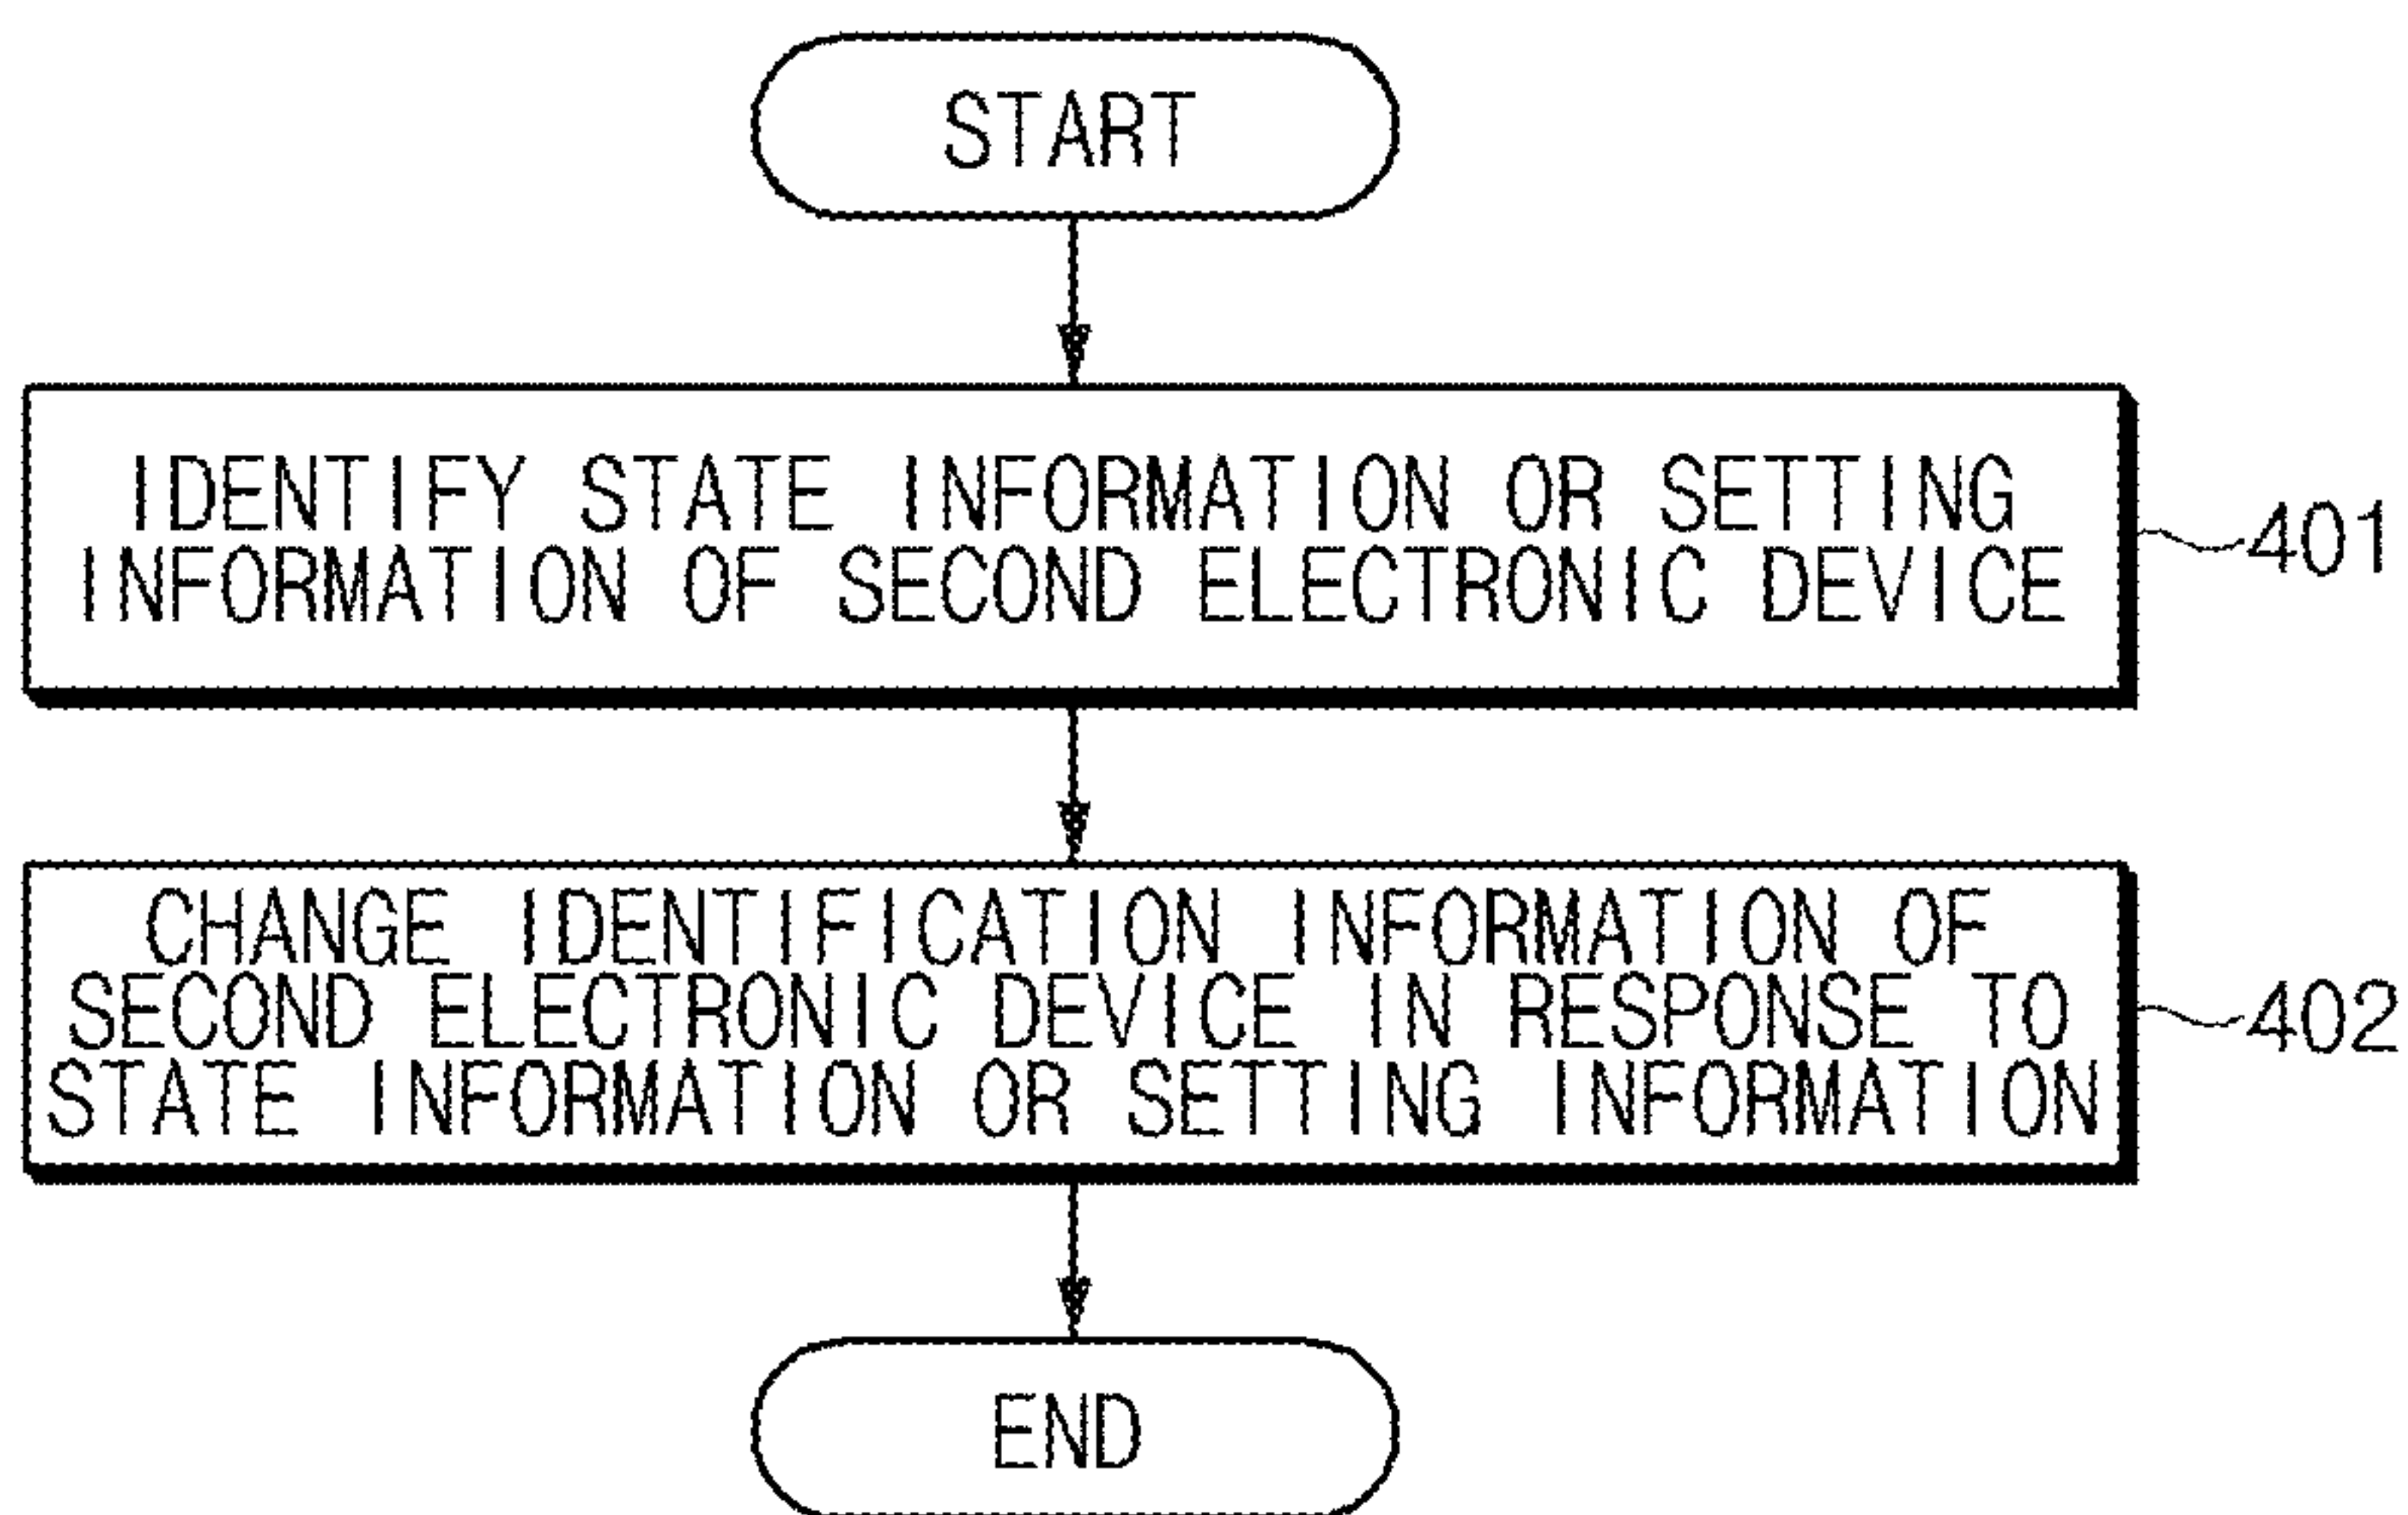 START
IDENTIFY STATE INFORMATION OR SETTING
INFORMATION OF SECOND ELECTRONIC DEVICE
401
CHANGE IDENTIFICATION INFORMATION OF
SECOND ELECTRONIC DEVICE IN RESPONSE TO
STATE INFORMATION OR SETTING INFORMATION
402
END